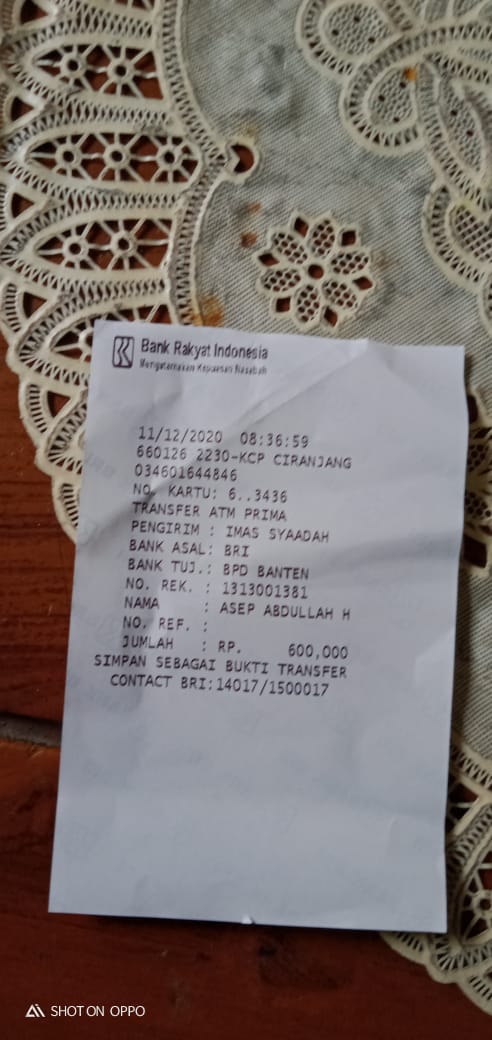 Bank Rakyat Indonesia
Mengutamakan Kepuasan Nasabah
11/12/2020 08:36:59
660126 2230-KCP CIRANJANG
034601644846
NO. KARTU: 6..3436
TRANSFER ATM PRIMA
PENGIRIM : IMAS SYAADAH
BANK ASAL: BRI
BANK TUJ.: BPD BANTEN
NO. REK. : 1313001381
NAMA : ASEP ABDULLAH H
NO. REF. :
JUMLAH : RP. 600,000
SIMPAN SEBAGAI BUKTI TRANSFER
CONTACT BRI:14017/1500017
SHOT ON OPPO